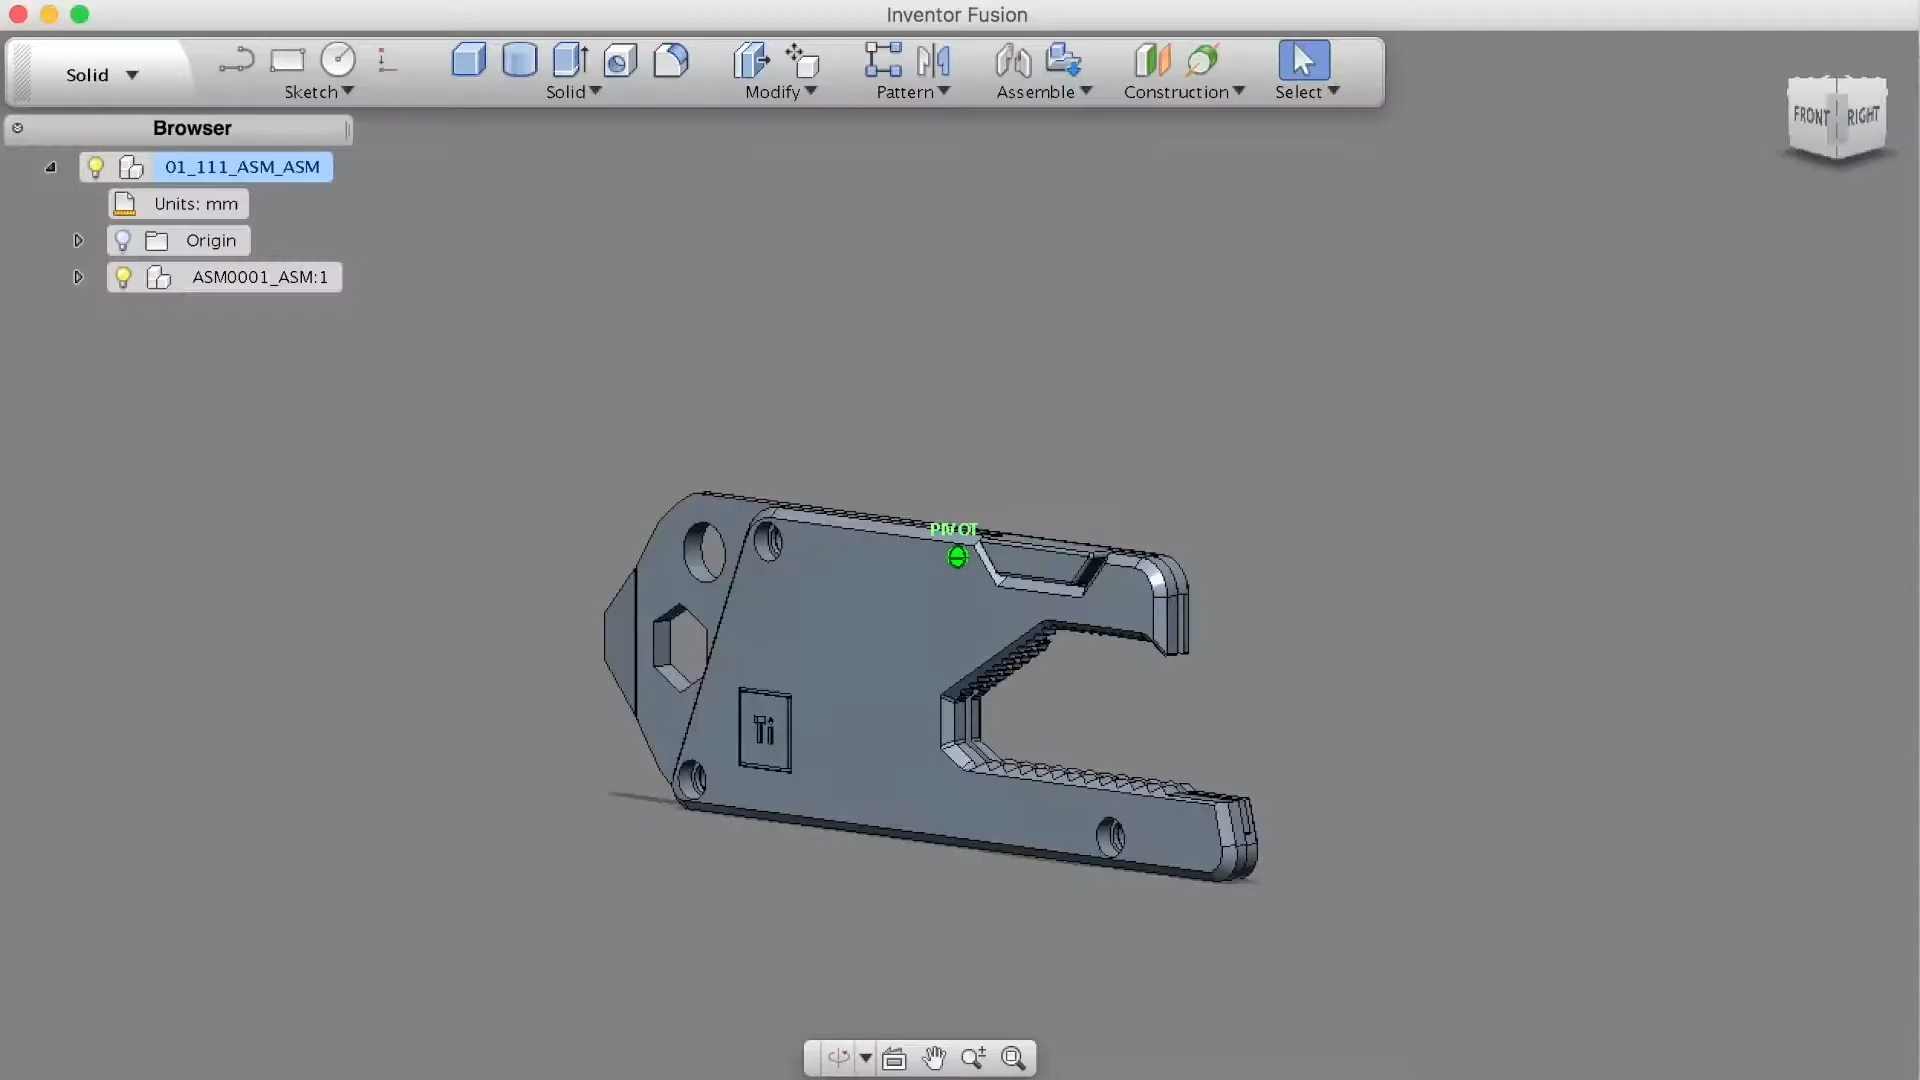 Inventor Fusion
Solid
Sketch
Solid
Modify
Pattern
Assemble
Construction
Select
FRONT
RIGHT
Browser
01_111_ASM_ASM
Units: mm
Origin
ASM0001_ASM:1
PIVOT
Ti